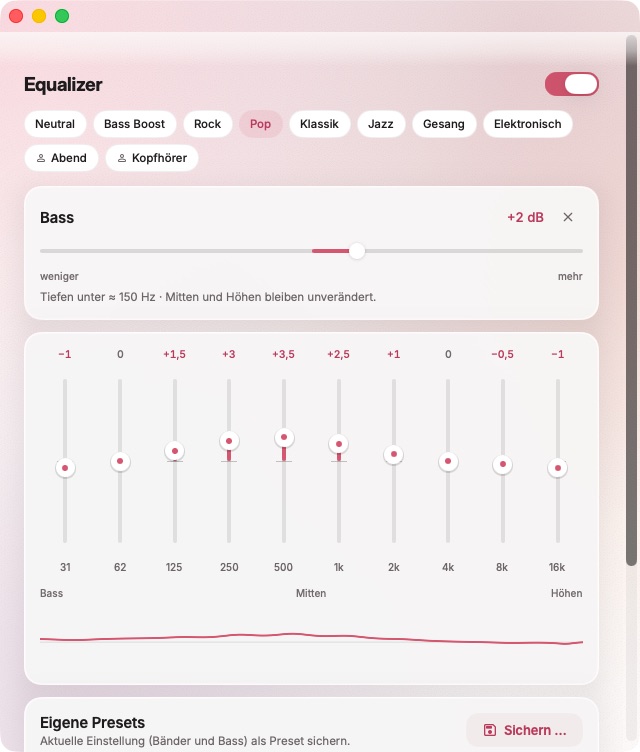 Equalizer
Neutral Bass Boost Rock Pop Klassik Jazz Gesang Elektronisch
Abend Kopfhörer
Bass +2 dB
weniger mehr
Tiefen unter ≈ 150 Hz · Mitten und Höhen bleiben unverändert.
−1 0 +1,5 +3 +3,5 +2,5 +1 0 −0,5 −1
31 62 125 250 500 1k 2k 4k 8k 16k
Bass Mitten Höhen
Eigene Presets
Sichern ...
Aktuelle Einstellung (Bänder und Bass) als Preset sichern.